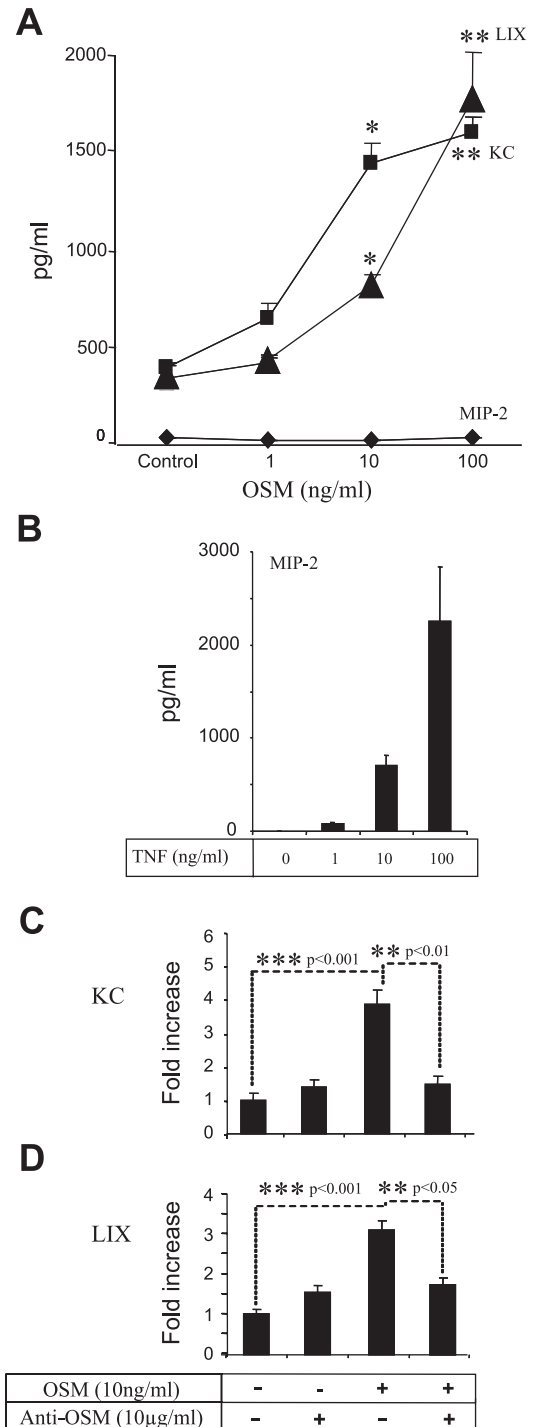 A
2000
** LIX
*
1500
** KC
pg/ml
1000
*
500
MIP-2
0
Control 1 10 100
OSM (ng/ml)
B
3000
MIP-2
2000
pg/ml
1000
0
TNF (ng/ml) 0 1 10 100
C
6
*** p<0.001 ** p<0.01
5
KC
Fold increase
4
3
2
1
0
D
4
*** p<0.001 ** p<0.05
LIX
Fold increase
3
2
1
0
OSM (10ng/ml) - - + +
Anti-OSM (10µg/ml) - + - +